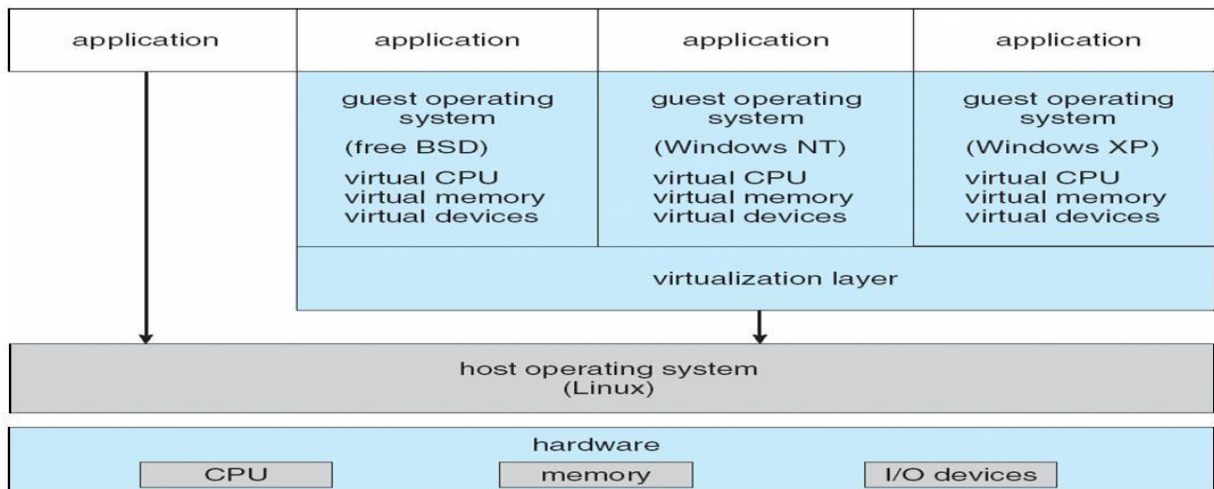 application
application
application
application
guest operating
system
(free BSD)
virtual CPU
virtual memory
virtual devices
guest operating
system
(Windows NT)
virtual CPU
virtual memory
virtual devices
guest operating
system
(Windows XP)
virtual CPU
virtual memory
virtual devices
virtualization layer
host operating system
(Linux)
hardware
CPU
memory
I/O devices